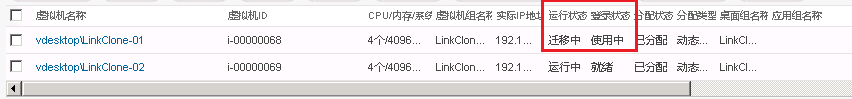 虚拟机名称 虚拟机ID CPU/内存/系统 虚拟机组名称 实际IP地址 运行状态 登录状态 分配状态 分配类型 桌面组名称 应用组名称
vdesktop\LinkClone-01 i-00000068 4个/4096... LinkClon... 192.1... 迁移中 使用中 已分配 动态... LinkCl...
vdesktop\LinkClone-02 i-00000069 4个/4096... LinkClon... 192.1... 运行中 就绪 已分配 动态... LinkCl...